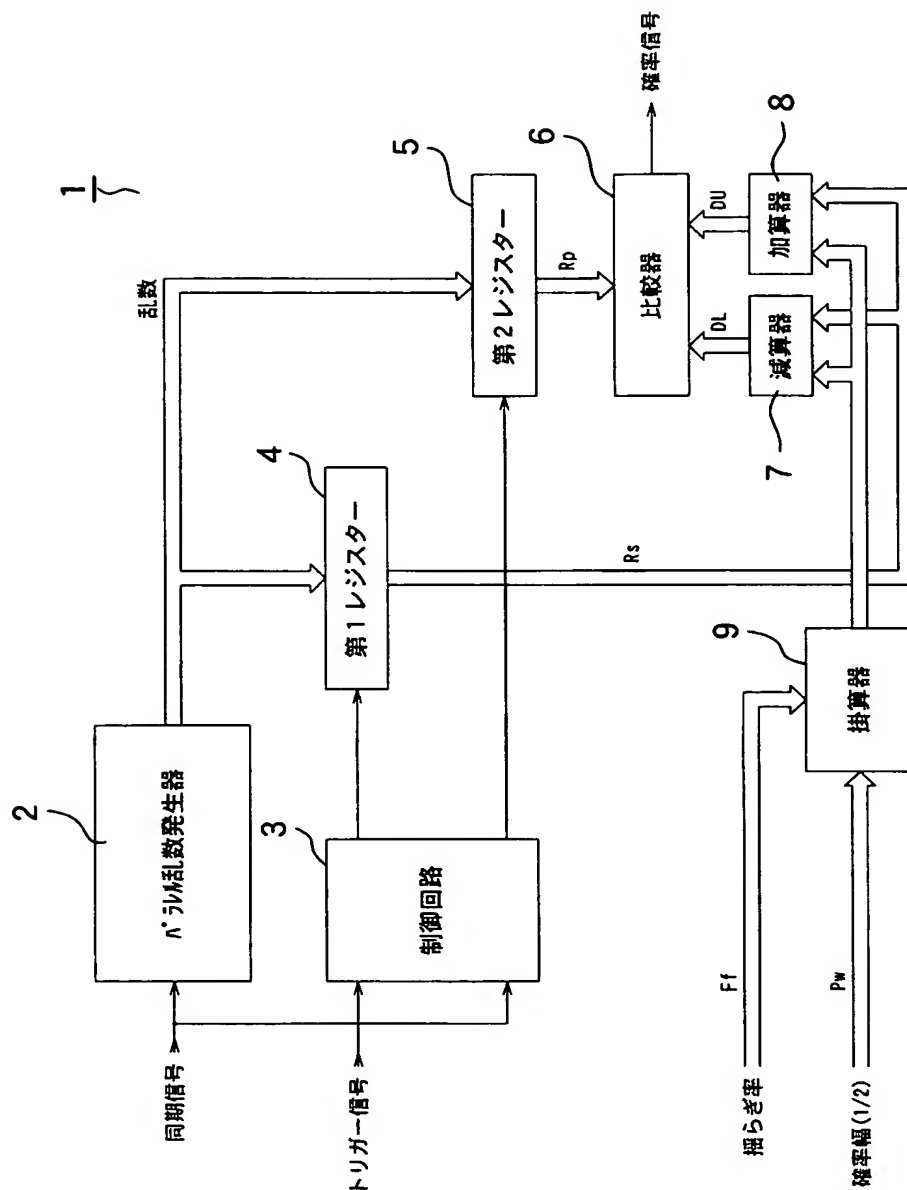 1
2
パラレル乱数発生器
同期信号
乱数
3
制御回路
トリガー信号
4
第1レジスター
5
第2レジスター
Rp
6
比較器
確率信号
DL
DU
7
減算器
8
加算器
Rs
9
掛算器
揺らぎ率
Ff
確率幅(1/2)
Pw